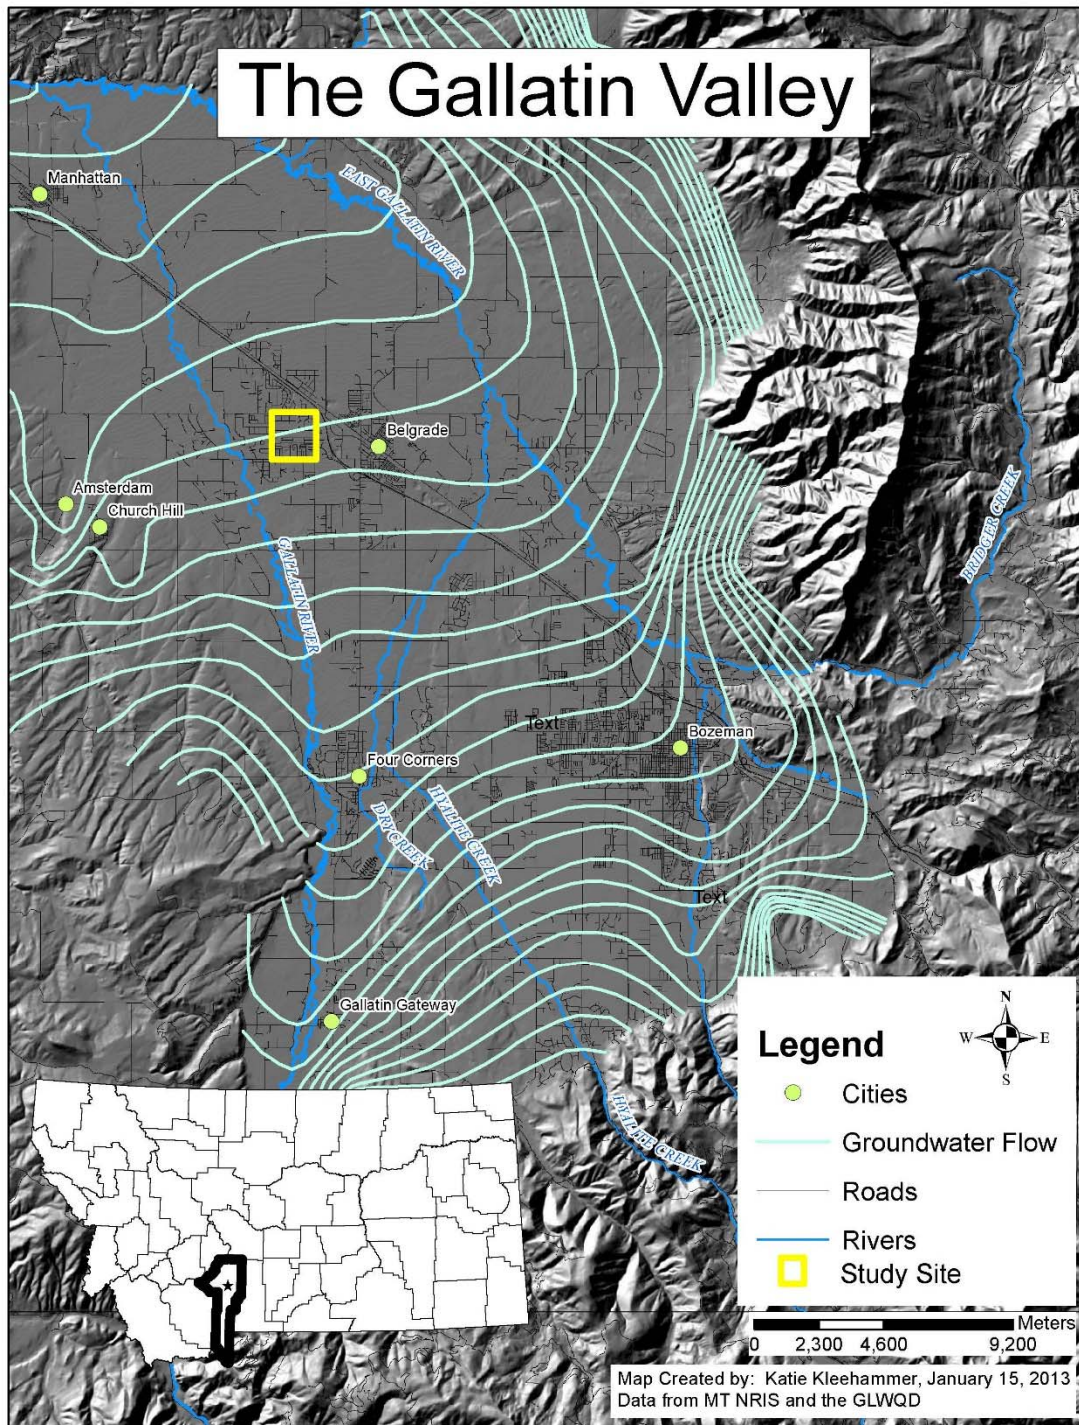 The Gallatin Valley
Manhattan
EAST GALLATIN RIVER
Belgrade
Amsterdam
Church Hill
GALLATIN RIVER
BRIDGER CREEK
Text
Bozeman
Four Corners
DRY CREEK
HYALITE CREEK
Text
Gallatin Gateway
HYALITE CREEK
Legend
N
W E
S
Cities
Groundwater Flow
Roads
Rivers
Study Site
Meters
0 2,300 4,600 9,200
Map Created by: Katie Kleehammer, January 15, 2013
Data from MT NRIS and the GLWQD